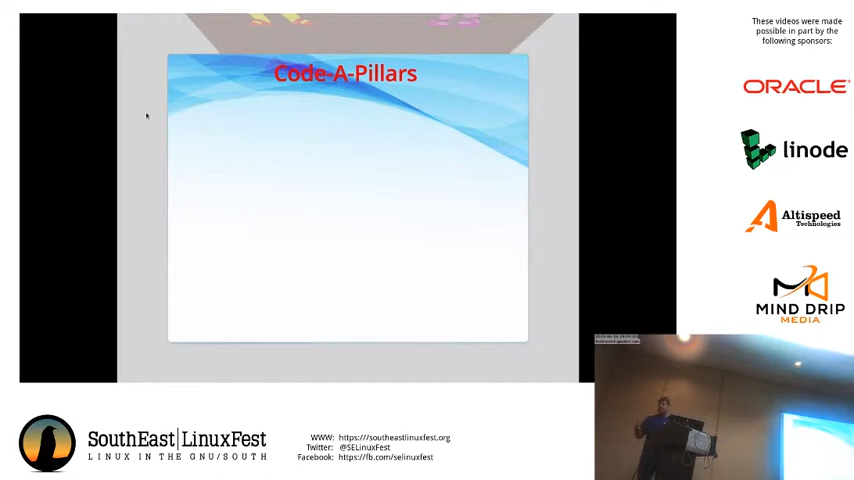 Code-A-Pillars
These videos were made
possible in part by the
following sponsors:
ORACLE
linode
Altispeed
Technologies
MIND DRIP
MEDIA
SouthEast|LinuxFest
LINUX IN THE GNU/SOUTH
WWW: https:///southeastlinuxfest.org
Twitter: @SELinuxFest
Facebook: https://fb.com/selinuxfest